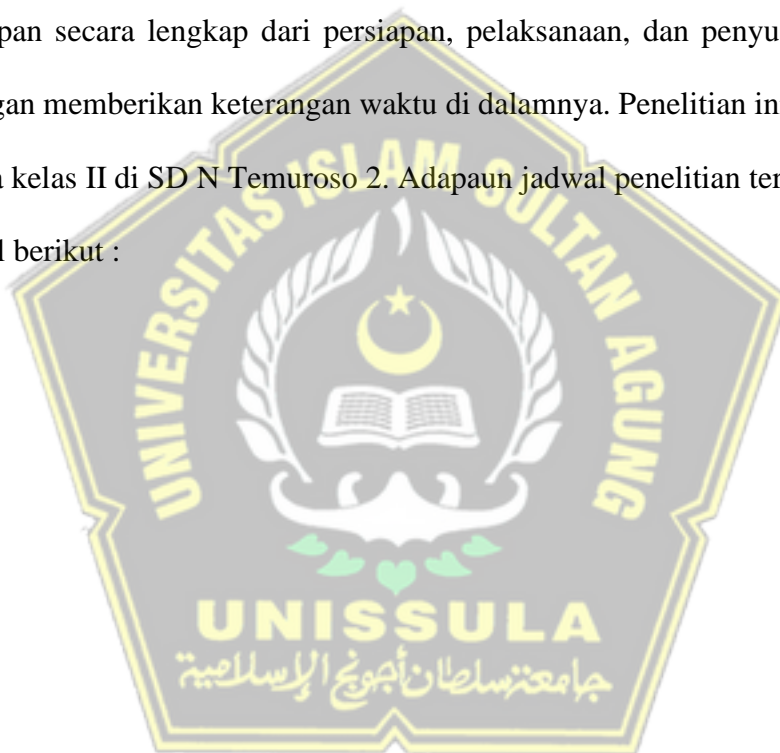 pan secara lengkap dari persiapan, pelaksanaan, dan penyu
gan memberikan keterangan waktu di dalamnya. Penelitian in
a kelas II di SD N Temuroso 2. Adapaun jadwal penelitian ter
l berikut :
UNIVERSITAS ISLAM SULTAN AGUNG
UNISSULA
جامعة سلطان أجونج الإسلامية